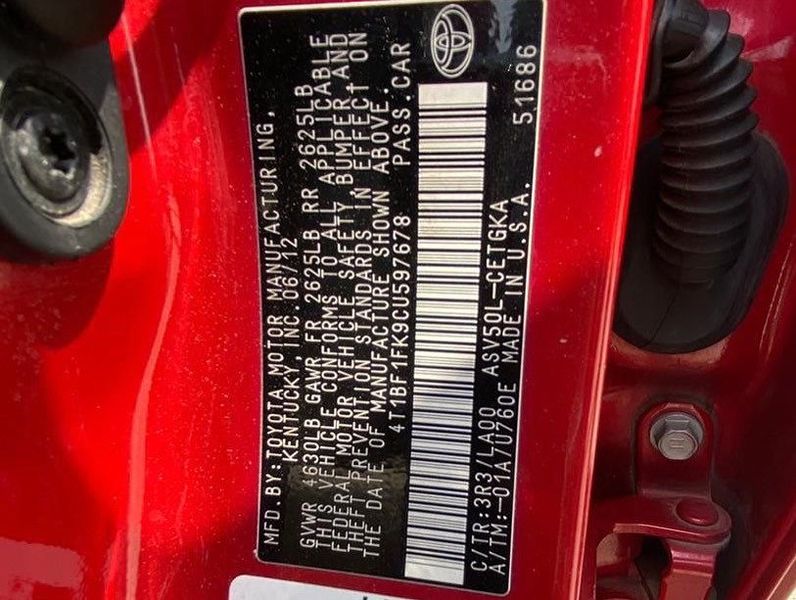 MFD. BY: TOYOTA MOTOR MANUFACTURING,
KENTUCKY, INC. 06/12
GVWR 4630LB GAWR FR 2625LB RR 2625LB
THIS VEHICLE CONFORMS TO ALL APPLICABLE
FEDERAL MOTOR VEHICLE SAFETY, BUMPER, AND
THEFT PREVENTION STANDARDS IN EFFECT ON
THE DATE OF MANUFACTURE SHOWN ABOVE.
4T1BF1FK9CU597678 PASS.CAR
C/TR:3R3/LA00 ASV50L-CETGKA 51686
A/TM:-01A/U760E MADE IN U.S.A.